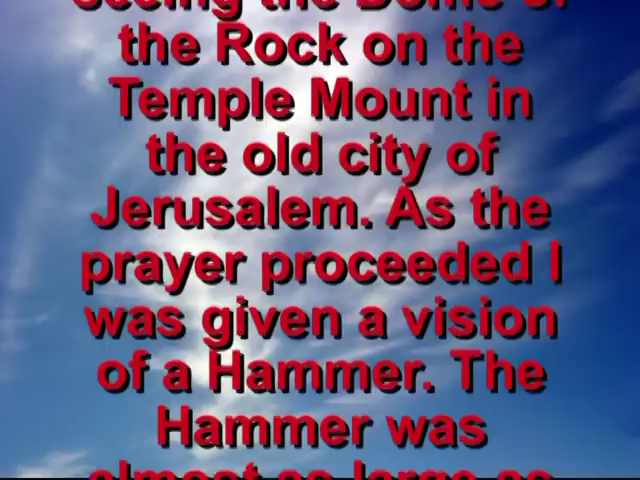 seeing the Dome of
the Rock on the
Temple Mount in
the old city of
Jerusalem. As the
prayer proceeded I
was given a vision
of a Hammer. The
Hammer was
almost as large as